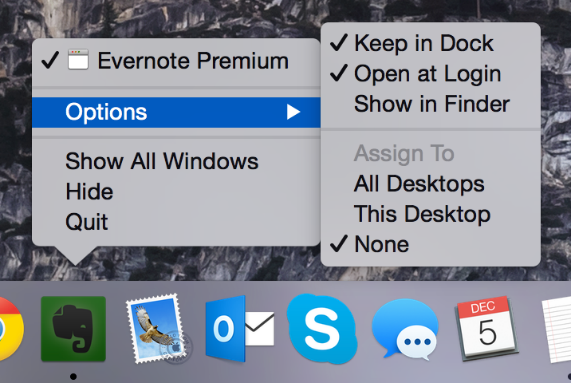 Evernote Premium
Options
Show All Windows
Hide
Quit
Keep in Dock
Open at Login
Show in Finder
Assign To
All Desktops
This Desktop
None
O
S
DEC
5